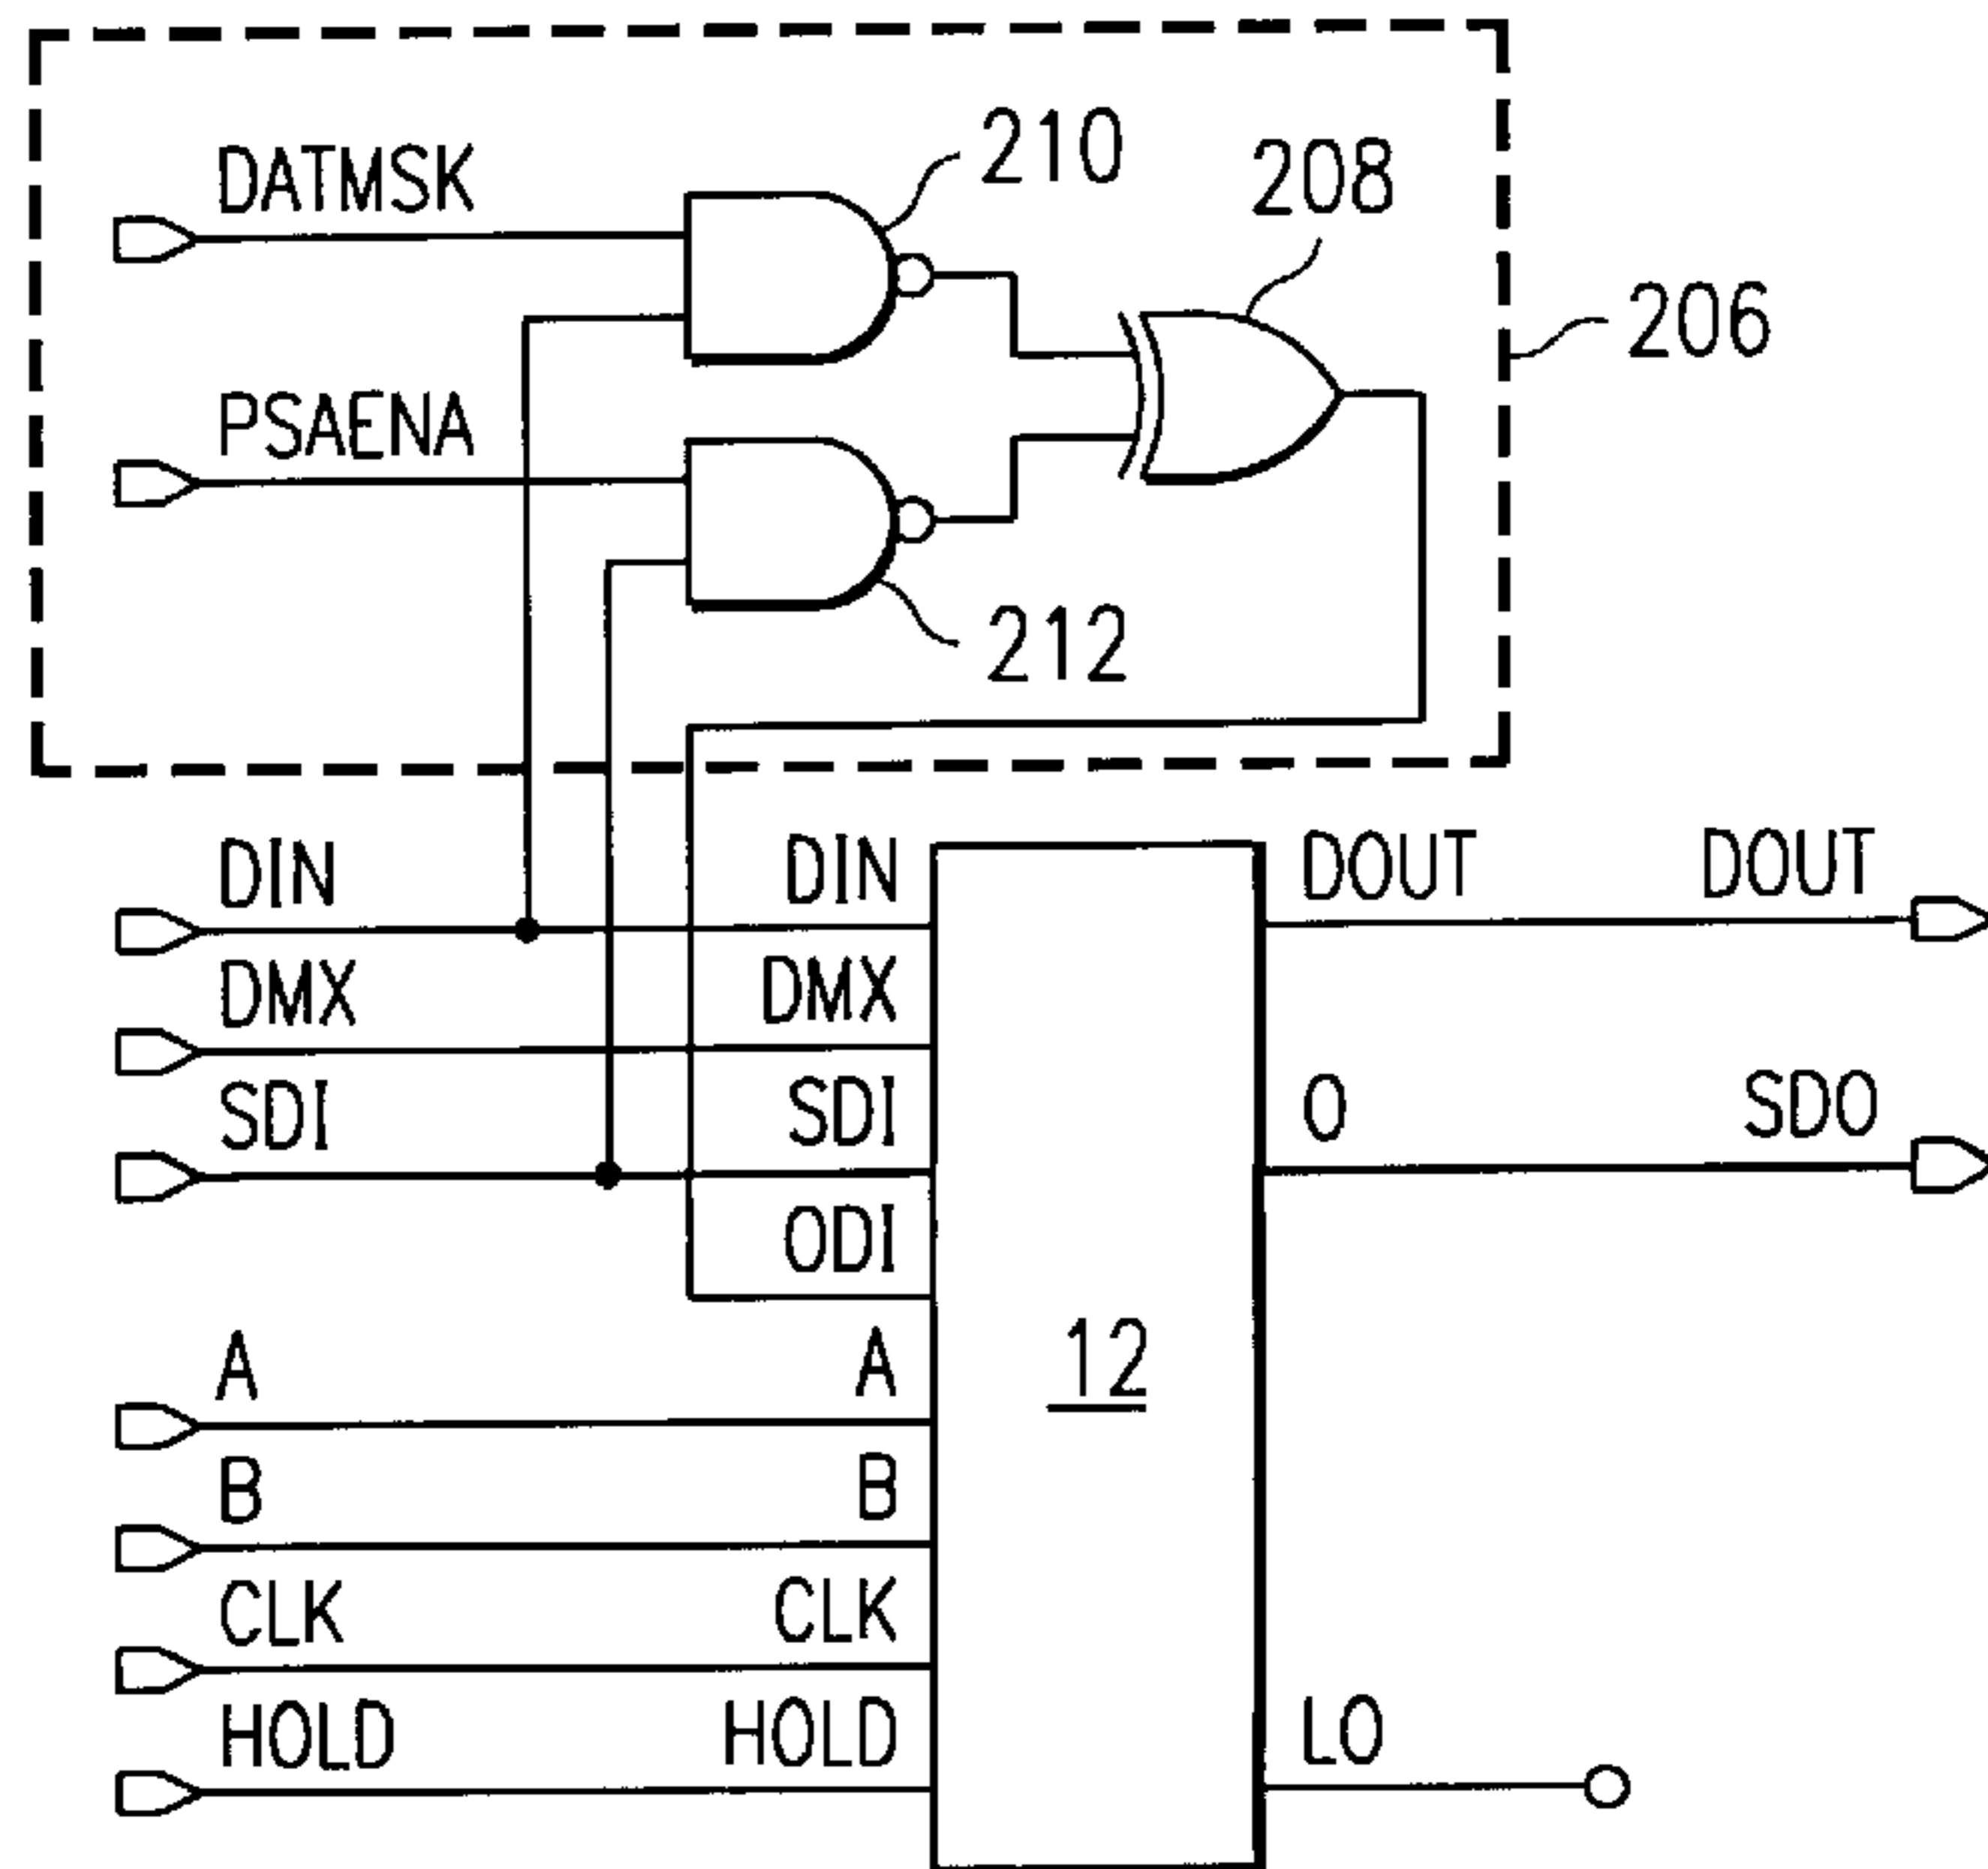 210
DATMSK
208
206
PSAENA
212
DIN DIN DOUT DOUT
DMX DMX
SDI SDI O SDO
ODI
A A 12
B B
CLK CLK
HOLD HOLD LO